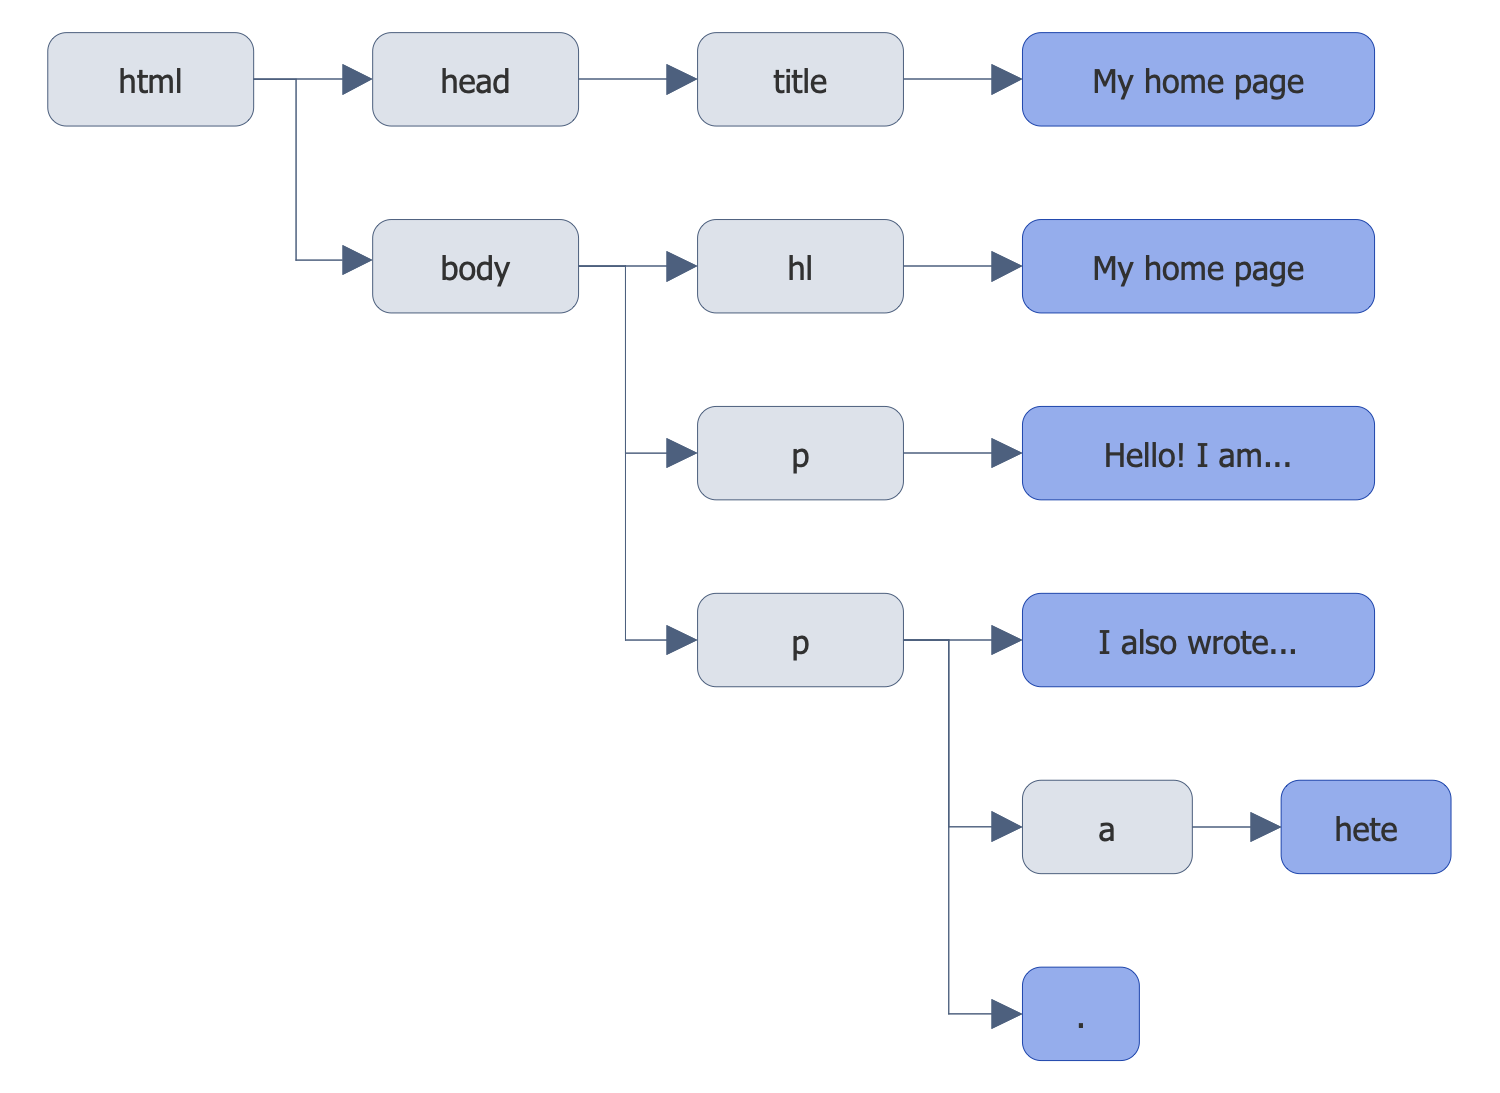 html
head
title
My home page
body
hl
My home page
p
Hello! I am...
p
I also wrote...
a
hete
.